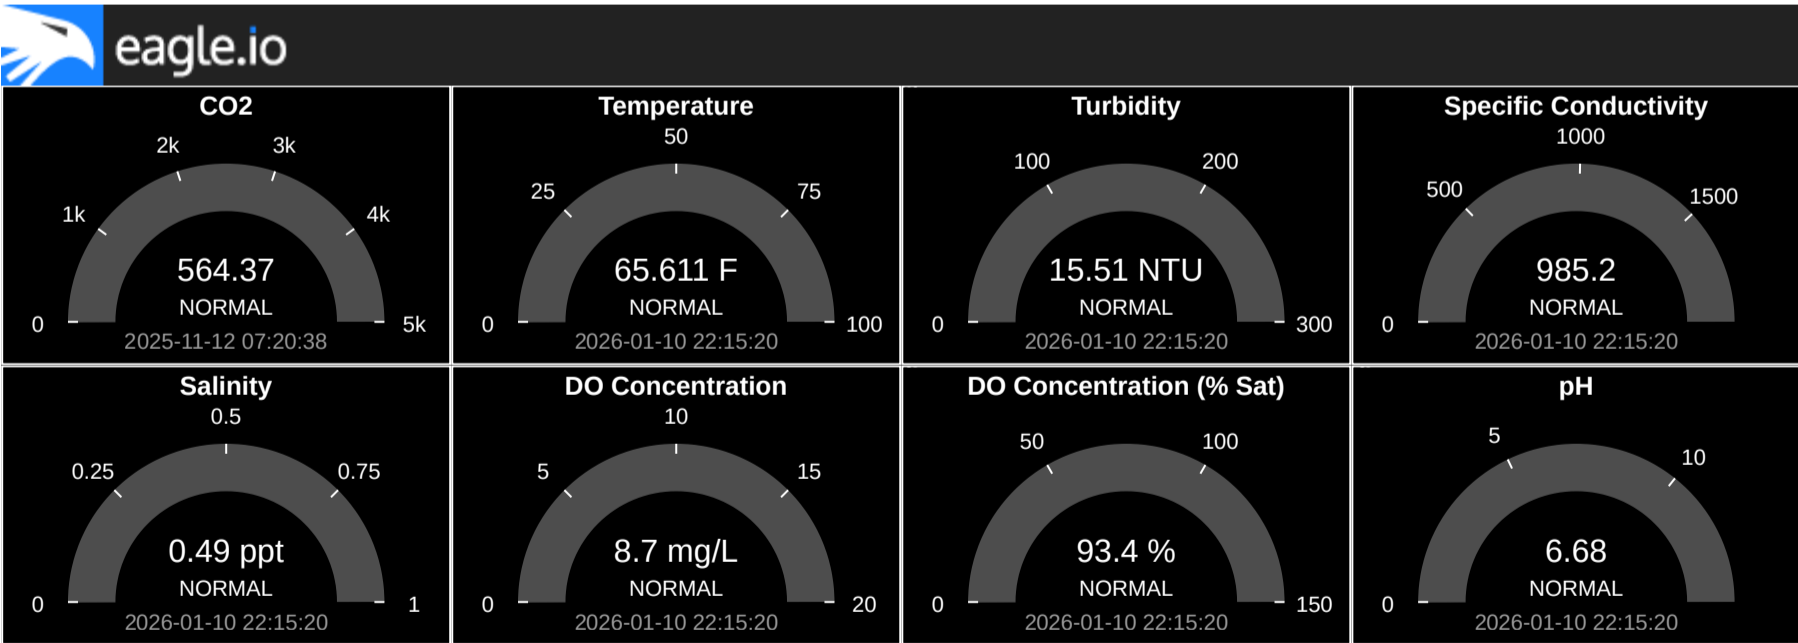 eagle.io
CO2
2k 3k
1k 4k
564.37
NORMAL
0 5k
2025-11-12 07:20:38
Temperature
50
25 75
65.611 F
NORMAL
0 100
2026-01-10 22:15:20
Turbidity
100 200
15.51 NTU
NORMAL
0 300
2026-01-10 22:15:20
Specific Conductivity
1000
500 1500
985.2
NORMAL
0
2026-01-10 22:15:20
Salinity
0.5
0.25 0.75
0.49 ppt
NORMAL
0 1
2026-01-10 22:15:20
DO Concentration
10
5 15
8.7 mg/L
NORMAL
0 20
2026-01-10 22:15:20
DO Concentration (% Sat)
50 100
93.4 %
NORMAL
0 150
2026-01-10 22:15:20
pH
5 10
6.68
NORMAL
0
2026-01-10 22:15:20